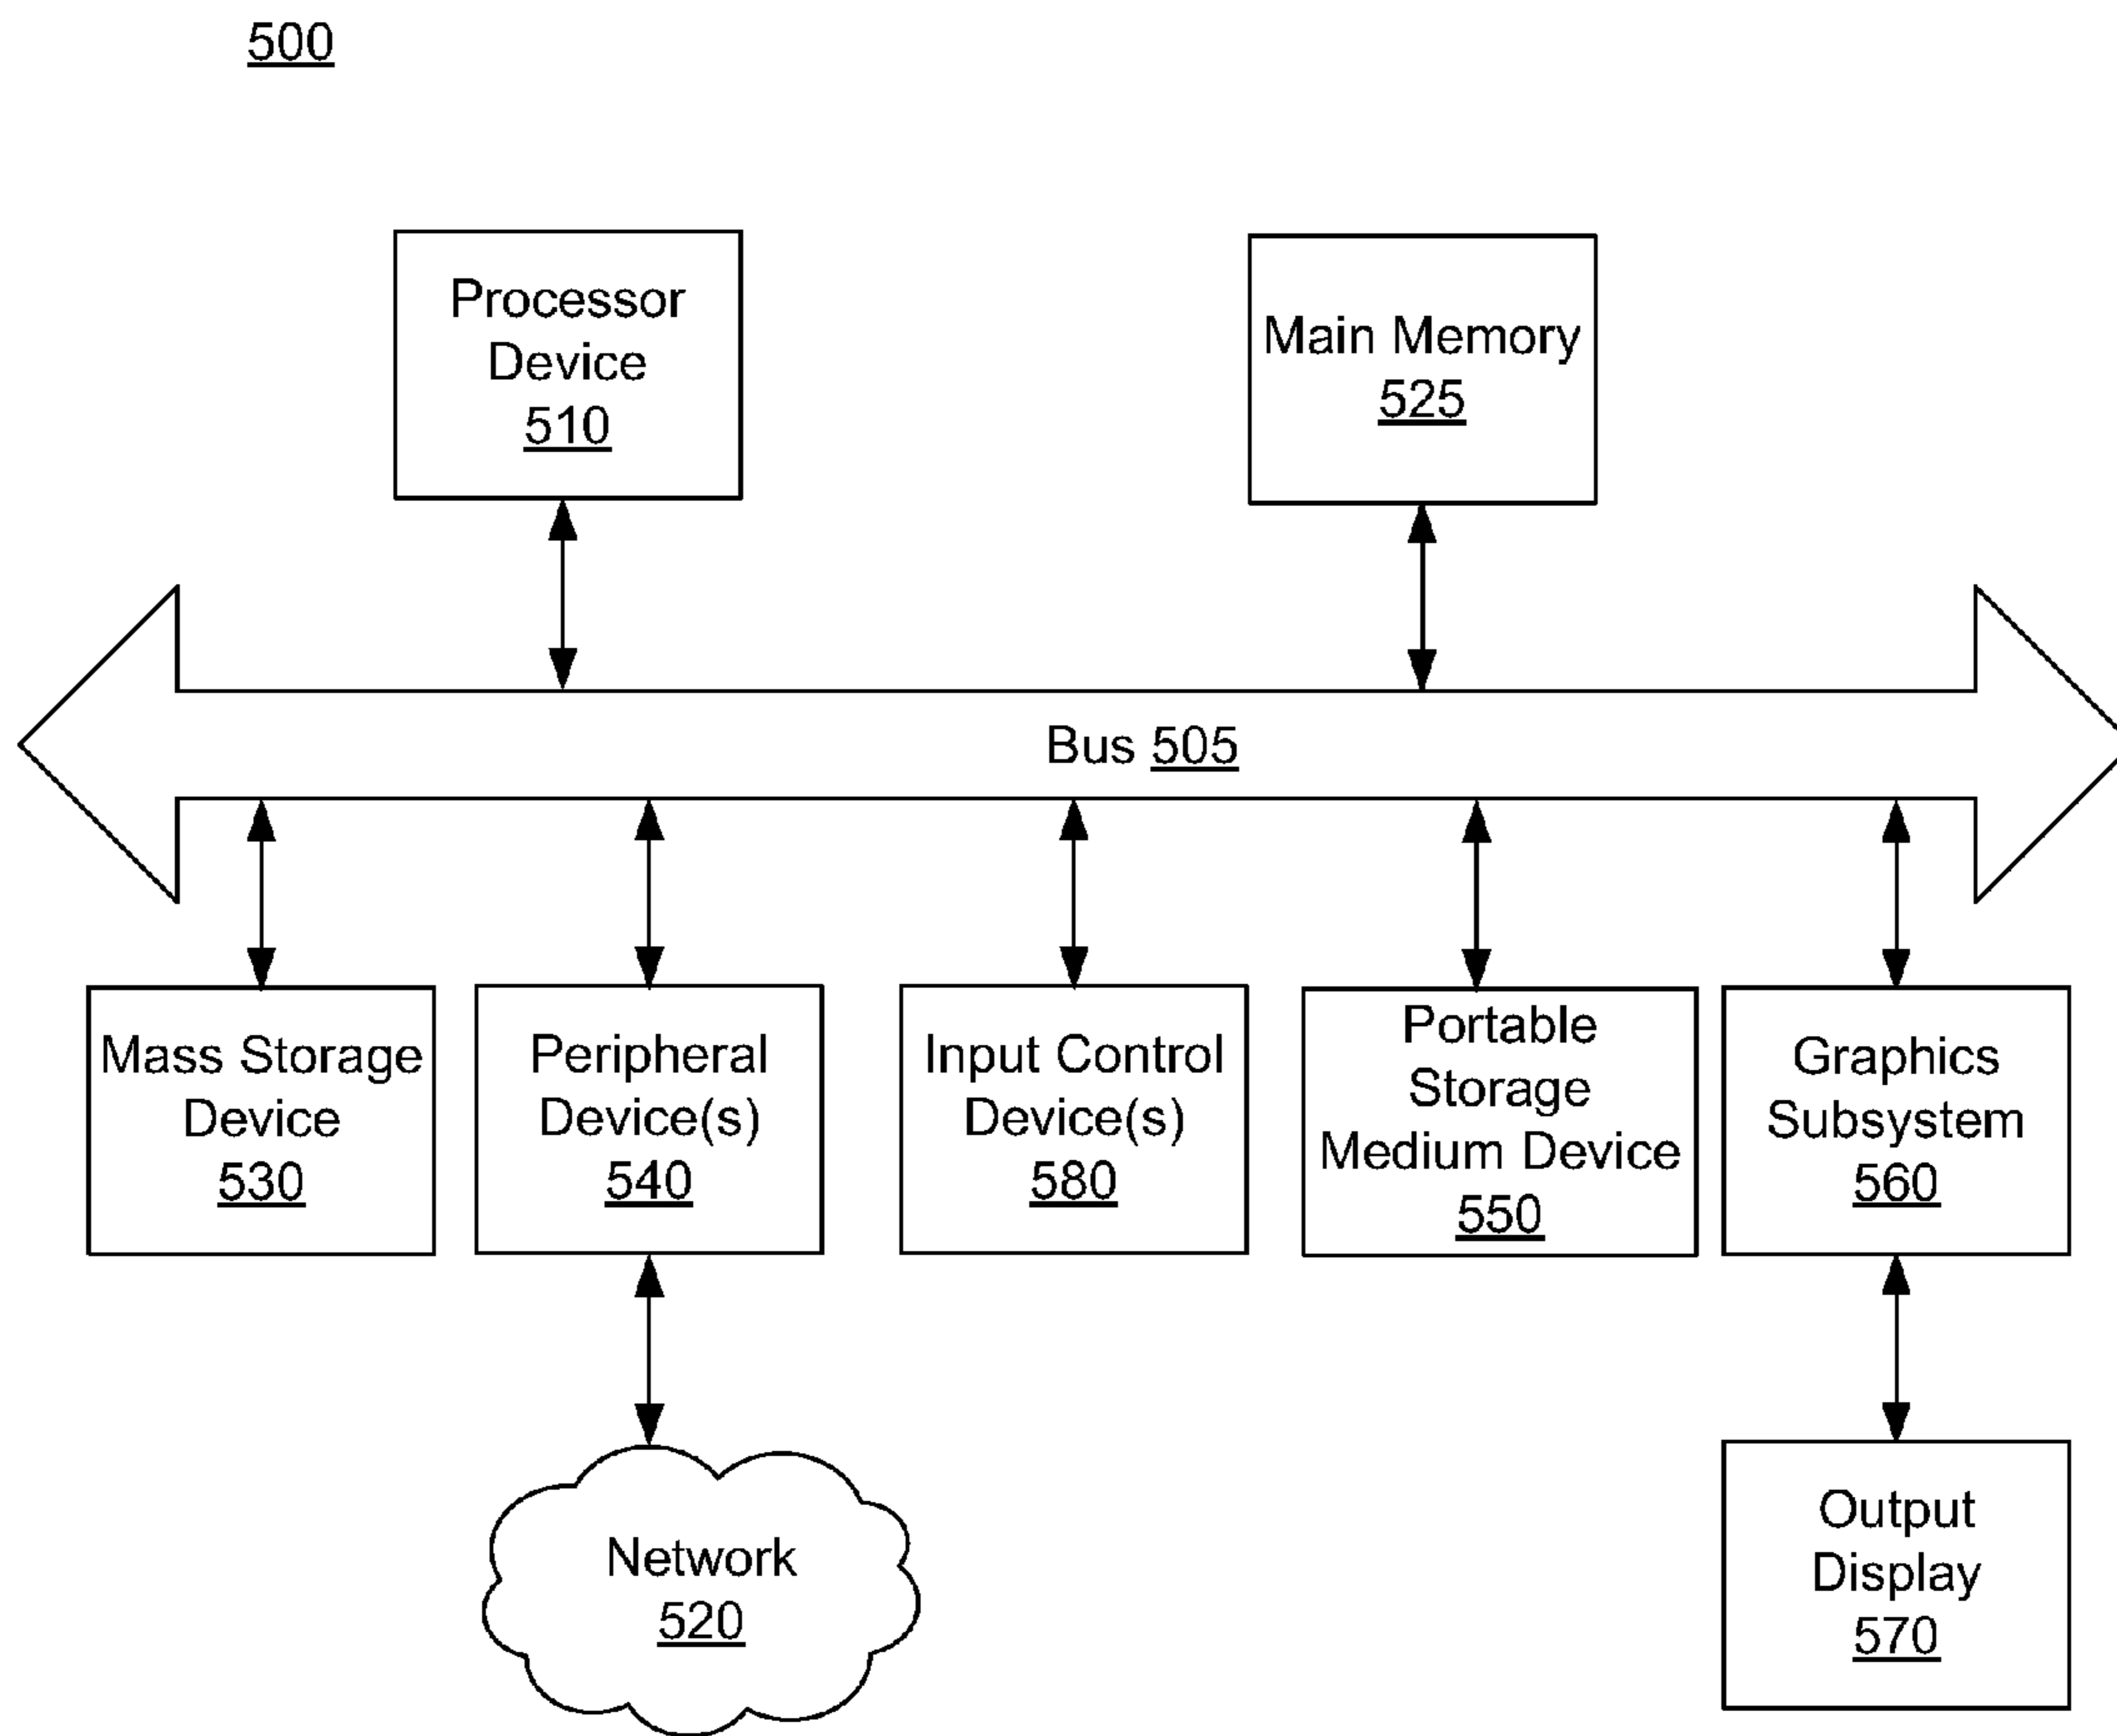 500
Processor
Device
510
Main Memory
525
Bus 505
Mass Storage
Device
530
Peripheral
Device(s)
540
Input Control
Device(s)
580
Portable
Storage
Medium Device
550
Graphics
Subsystem
560
Network
520
Output
Display
570